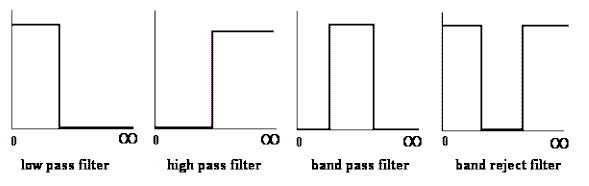 0 ∞ 0 ∞ 0 ∞ 0 ∞
low pass filter high pass filter band pass filter band reject filter